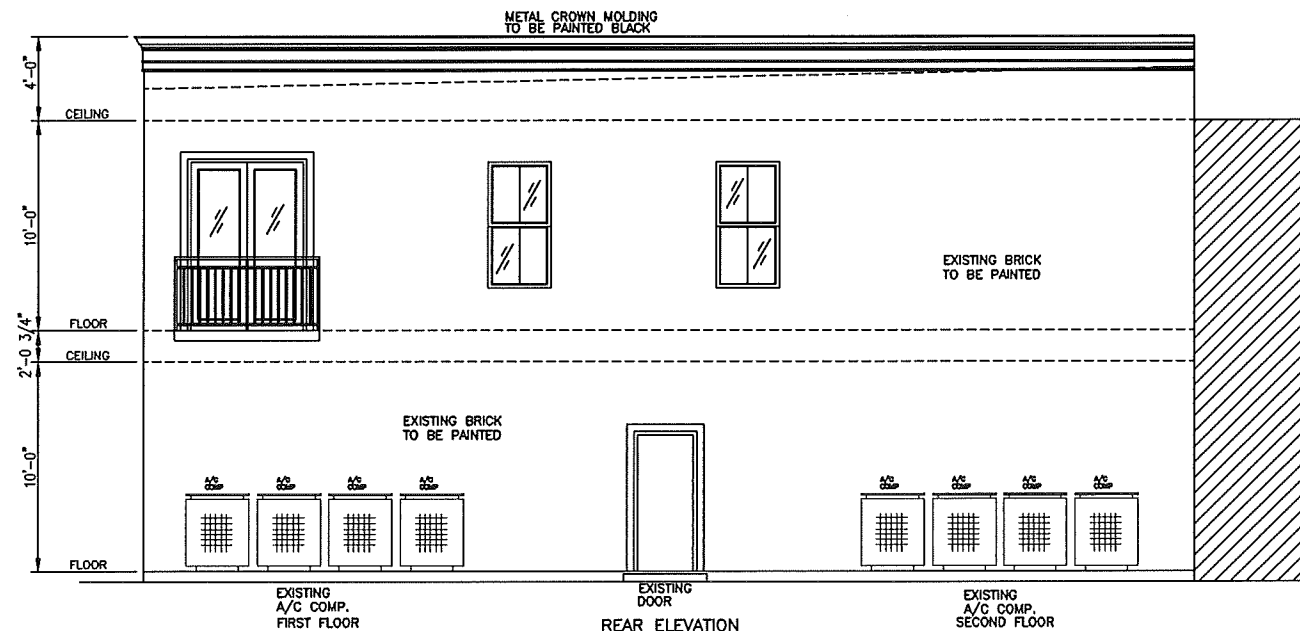 METAL CROWN MOLDING
TO BE PAINTED BLACK
4'-0"
CEILING
10'-0"
EXISTING BRICK
TO BE PAINTED
FLOOR
2'-0 3/4"
CEILING
EXISTING BRICK
TO BE PAINTED
10'-0"
A/C
COMP
A/C
COMP
A/C
COMP
A/C
COMP
A/C
COMP
A/C
COMP
A/C
COMP
A/C
COMP
FLOOR
EXISTING
A/C COMP.
FIRST FLOOR
EXISTING
DOOR
EXISTING
A/C COMP.
SECOND FLOOR
REAR ELEVATION